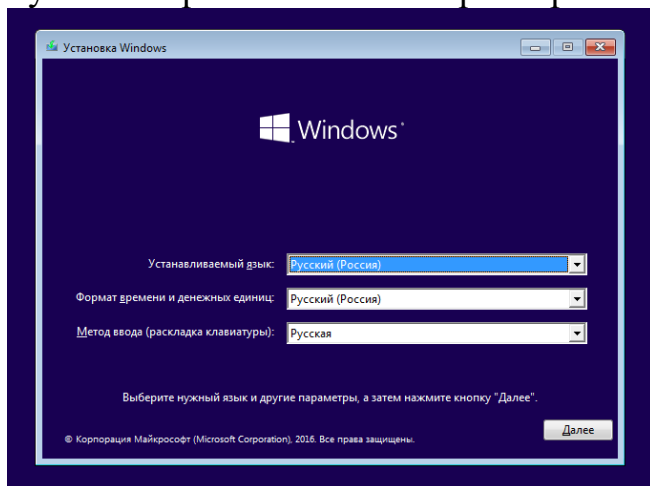 Установка Windows
Windows
Устанавливаемый язык: Русский (Россия)
Формат времени и денежных единиц: Русский (Россия)
Метод ввода (раскладка клавиатуры): Русская
Выберите нужный язык и другие параметры, а затем нажмите кнопку "Далее".
© Корпорация Майкрософт (Microsoft Corporation), 2016. Все права защищены.
Далее